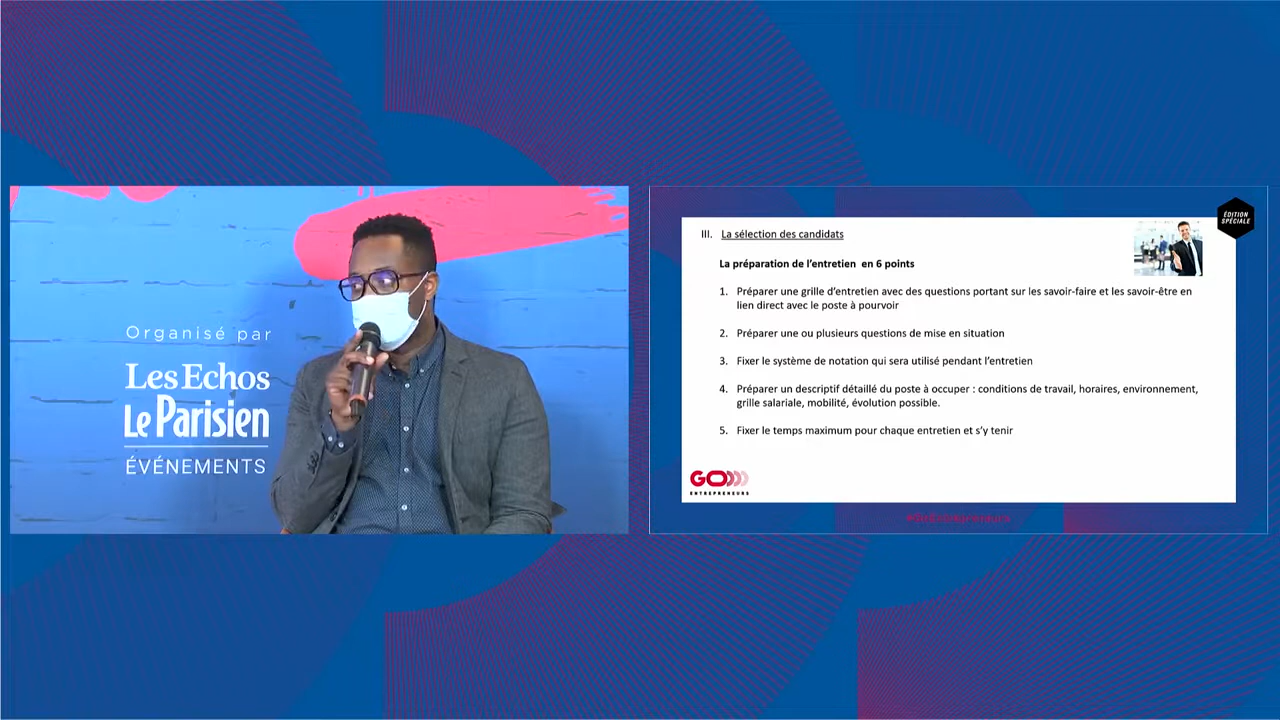 Organisé par
Les Echos
Le Parisien
ÉVÉNEMENTS
ÉDITION
SPÉCIALE
III. La sélection des candidats
La préparation de l’entretien en 6 points
1. Préparer une grille d’entretien avec des questions portant sur les savoir-faire et les savoir-être en
lien direct avec le poste à pourvoir
2. Préparer une ou plusieurs questions de mise en situation
3. Fixer le système de notation qui sera utilisé pendant l’entretien
4. Préparer un descriptif détaillé du poste à occuper : conditions de travail, horaires, environnement,
grille salariale, mobilité, évolution possible.
5. Fixer le temps maximum pour chaque entretien et s’y tenir
GO
ENTREPRENEURS